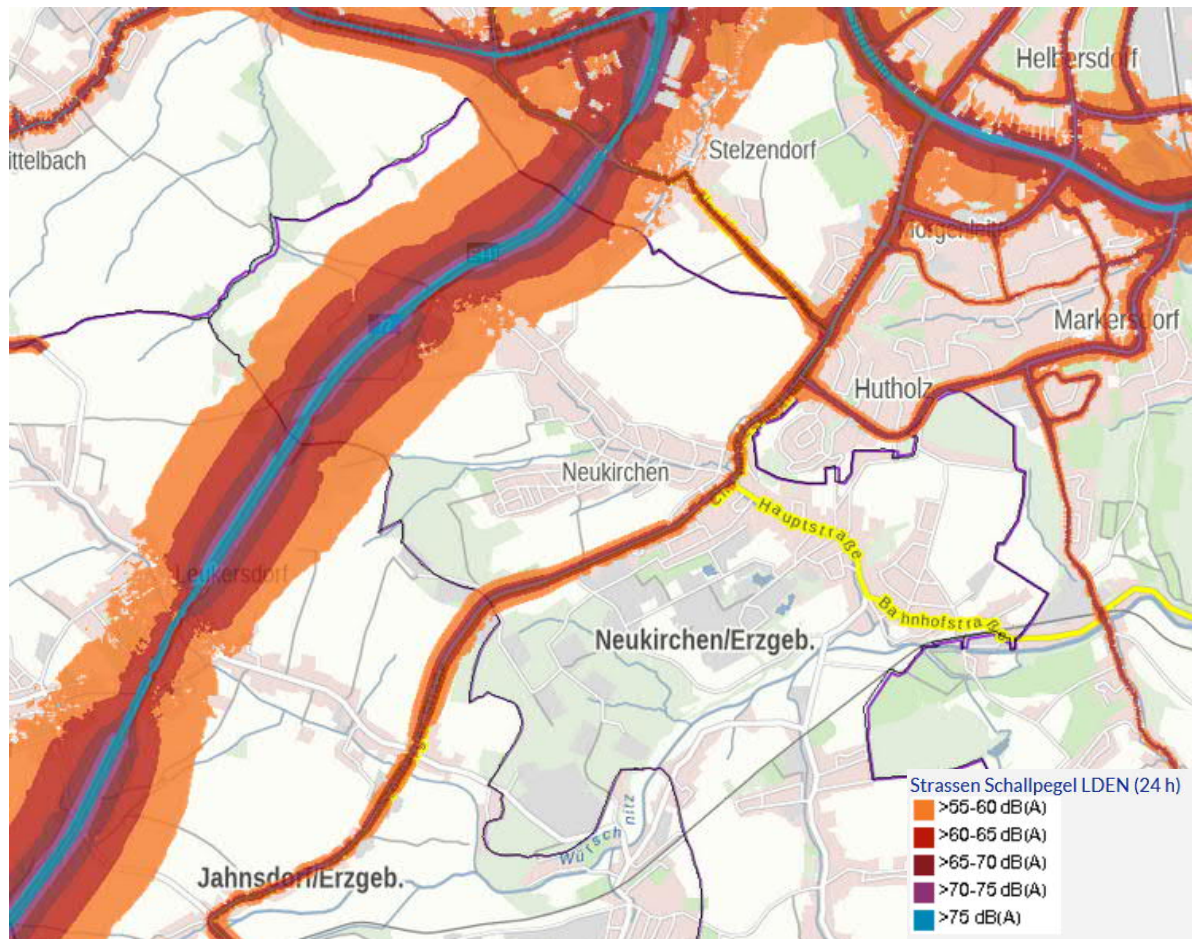 Helbersdorf
ittelbach
Stelzendorf
Markersdorf
Hutholz
Neukirchen
Hauptstraße
Leukersdorf
Bahnhofstraße
Neukirchen/Erzgeb.
Würschnitz
Jahnsdorf/Erzgeb.
Strassen Schallpegel LDEN (24 h)
>55-60 dB(A)
>60-65 dB(A)
>65-70 dB(A)
>70-75 dB(A)
>75 dB(A)